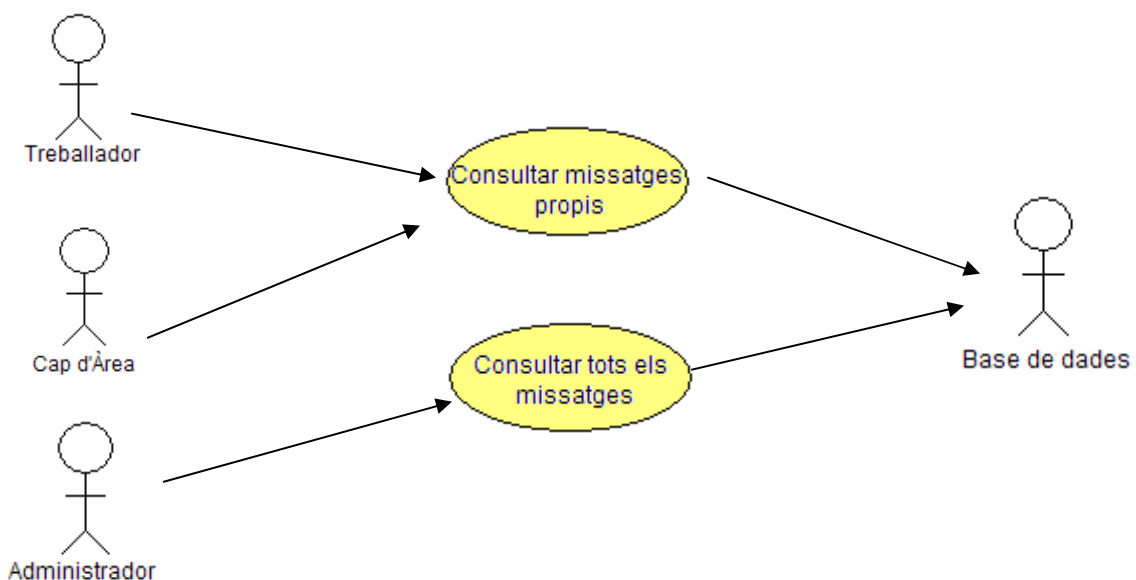 Treballador
Consultar missatges
propis
Cap d'Àrea
Consultar tots els
missatges
Base de dades
Administrador